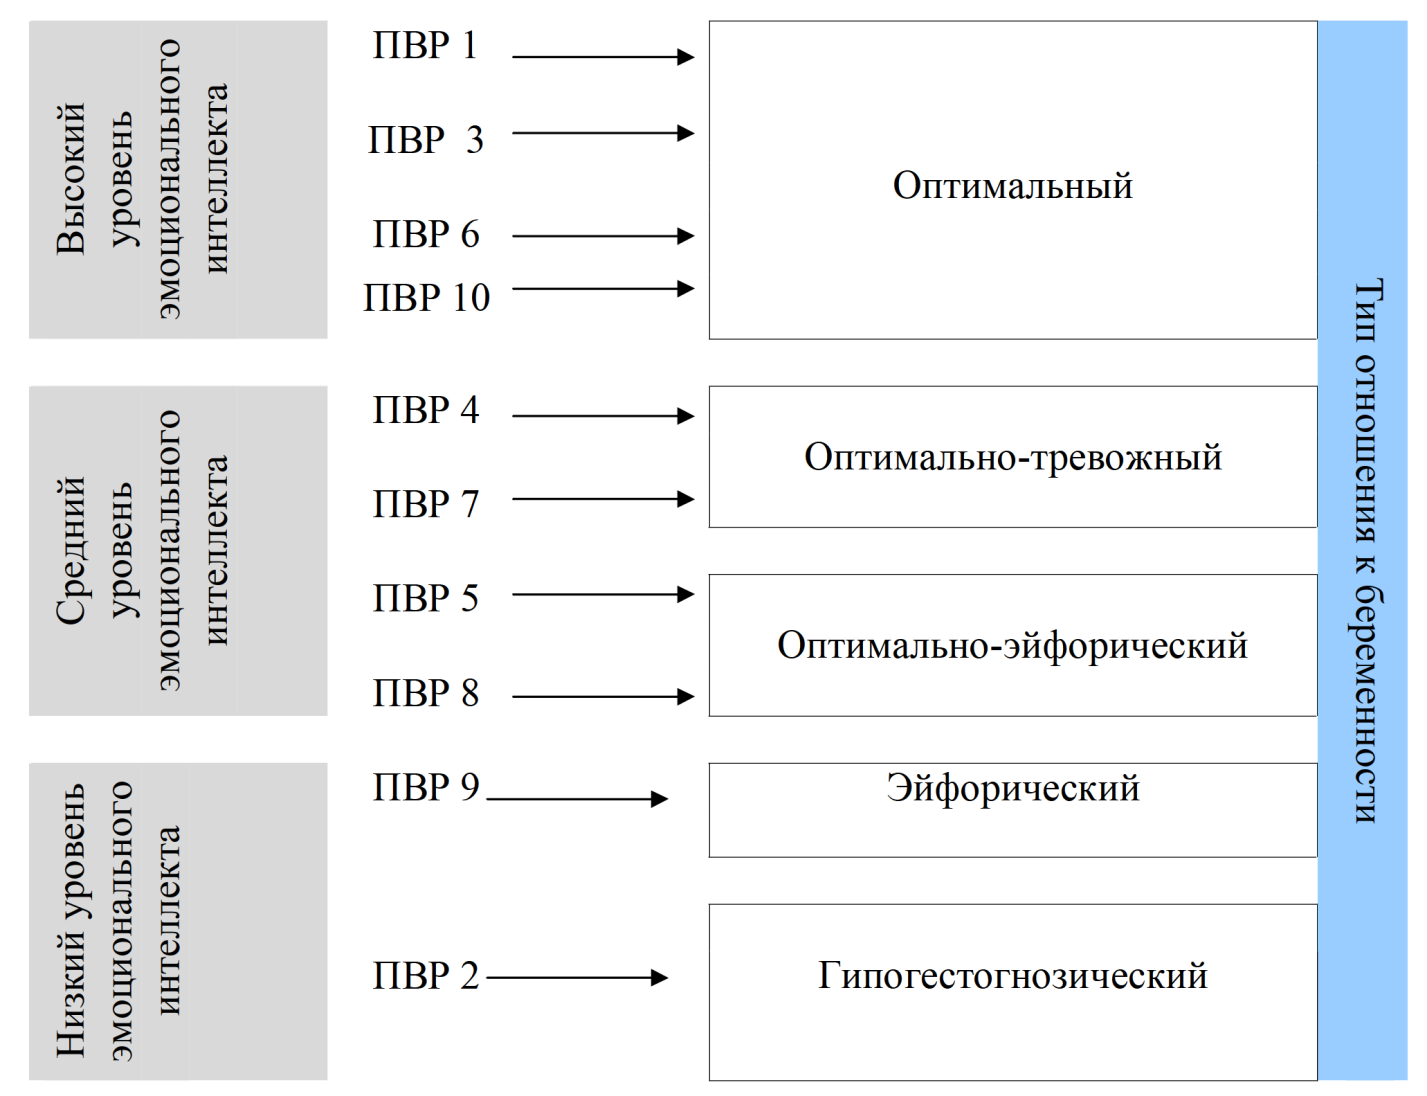 Высокий
уровень
эмоционального
интеллекта
ПВР 1
ПВР 3
ПВР 6
ПВР 10
Оптимальный
Средний
уровень
эмоционального
интеллекта
ПВР 4
ПВР 7
Оптимально-тревожный
ПВР 5
ПВР 8
Оптимально-эйфорический
Низкий уровень
эмоционального
интеллекта
ПВР 9
Эйфорический
ПВР 2
Гипогестогнозический
Тип отношения к беременности